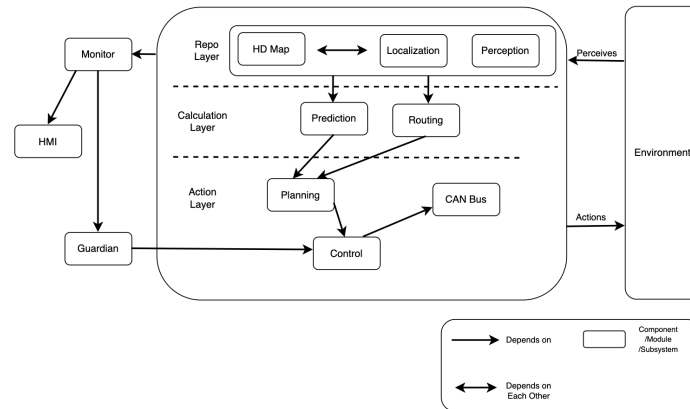 Monitor
HMI
Guardian
Repo
Layer
HD Map
Localization
Perception
Calculation
Layer
Prediction
Routing
Action
Layer
Planning
CAN Bus
Control
Perceives
Actions
Environment
Depends on
Component
/Module
/Subsystem
Depends on
Each Other